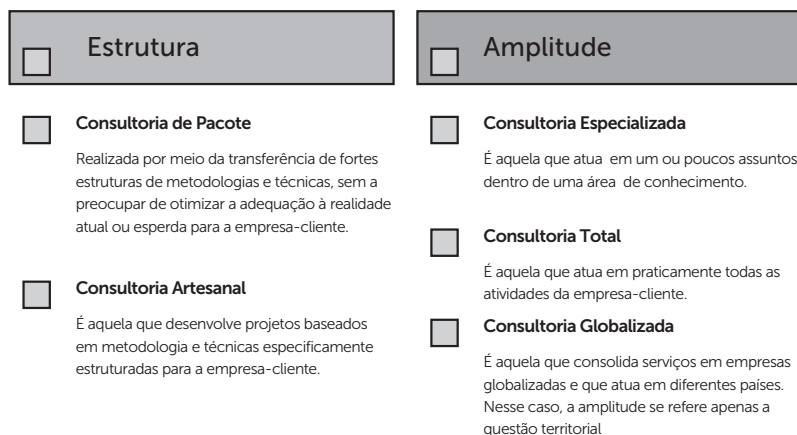 Estrutura
Consultoria de Pacote
Realizada por meio da transferência de fortes
estruturas de metodologias e técnicas, sem a
preocupar de otimizar a adequação à realidade
atual ou esperda para a empresa-cliente.
Consultoria Artesanal
É aquela que desenvolve projetos baseados
em metodologia e técnicas especificamente
estruturadas para a empresa-cliente.
Amplitude
Consultoria Especializada
É aquela que atua em um ou poucos assuntos
dentro de uma área de conhecimento.
Consultoria Total
É aquela que atua em praticamente todas as
atividades da empresa-cliente.
Consultoria Globalizada
É aquela que consolida serviços em empresas
globalizadas e que atua em diferentes países.
Nesse caso, a amplitude se refere apenas a
questão territorial